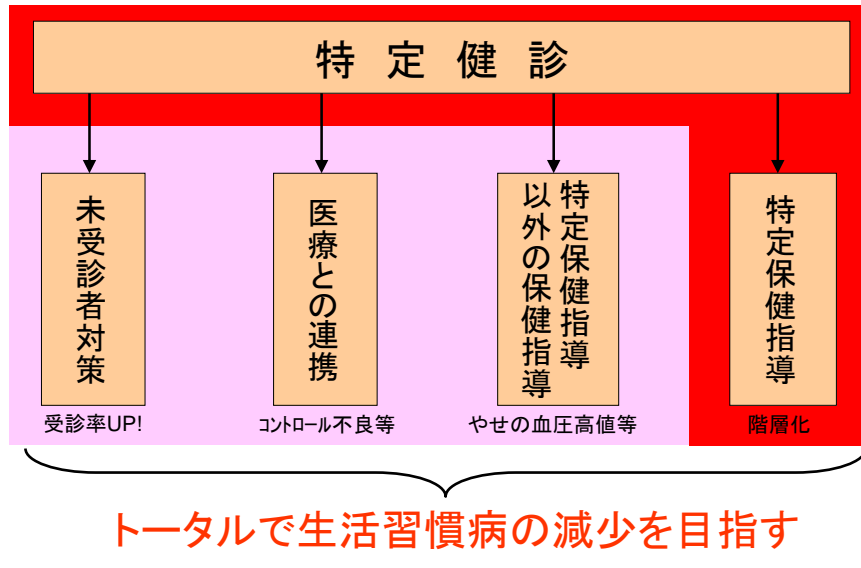 特定健診
未受診者対策
受診率UP!
医療との連携
コントロール不良等
特定保健指導
以外の保健指導
やせの血圧高値等
特定保健指導
階層化
トータルで生活習慣病の減少を目指す